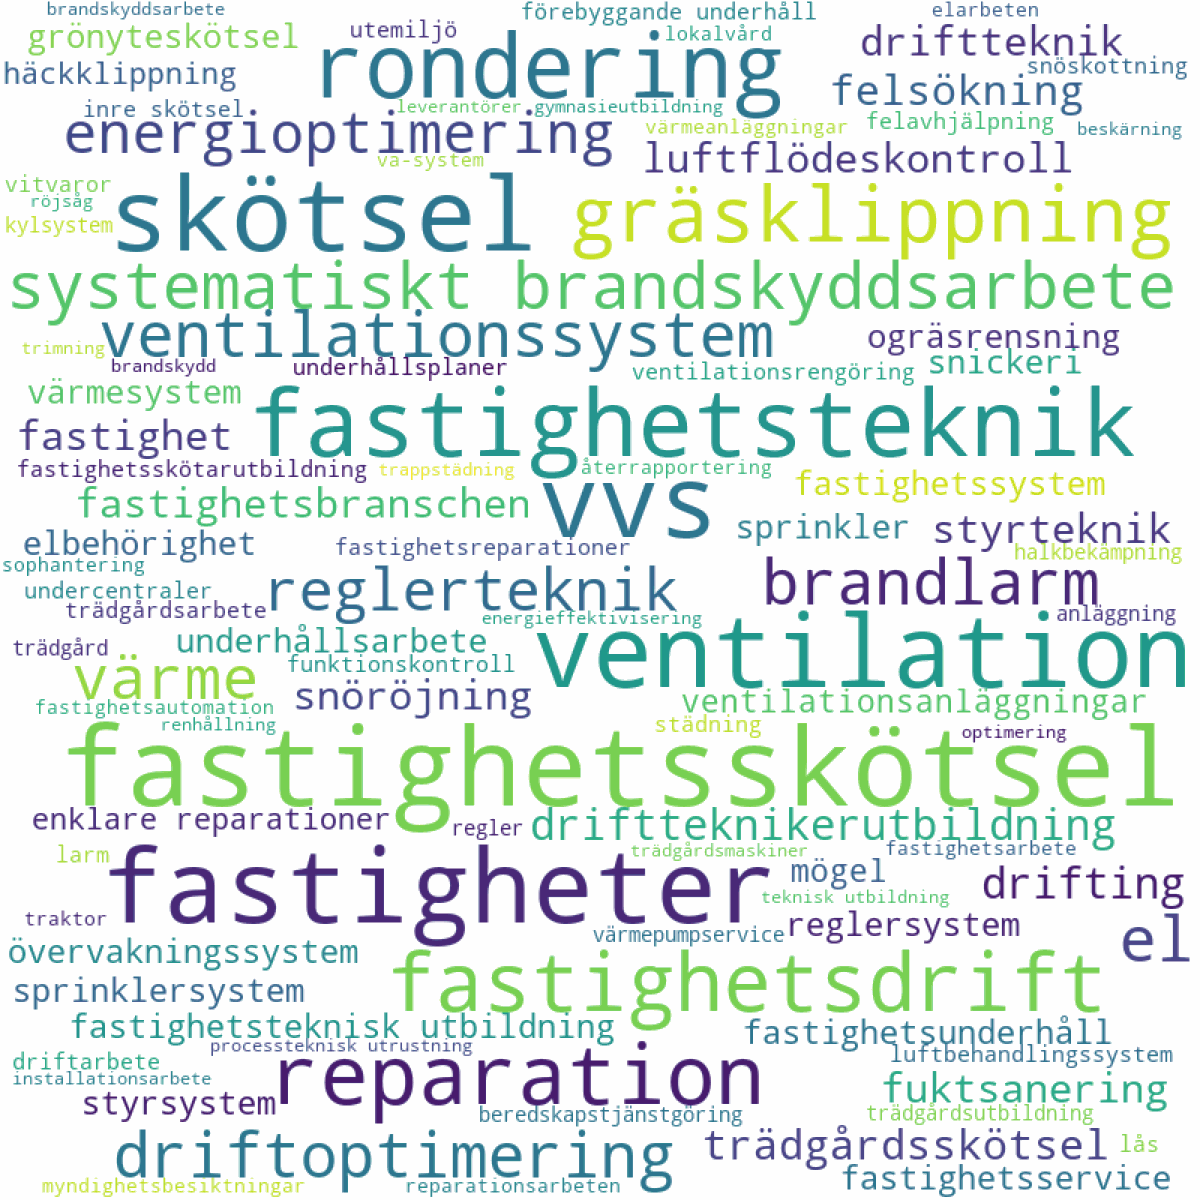 brandskyddsarbete
förebyggande underhåll
elarbeten
grönyteskötsel
utemiljö
rondering
lokalvård
driftteknik
häckklippning
snöskottning
felsökning
inre skötsel
leverantörer
gymnasieutbildning
energioptimering
värmeanläggningar
felavhjälpning
beskärning
va-system
luftflödeskontroll
vitvaror
röjsåg
kylsystem
skötsel
gräsklippning
systematiskt brandskyddsarbete
ventilationssystem
ogräsrensning
trimning
brandskydd
underhållsplaner
ventilationsrengöring
snickeri
värmesystem
fastighetsteknik
fastighet
fastighetsskötarutbildning
trappstädning
återrapportering
fastighetssystem
fastighetsbranschen
vvs
sprinkler
styrteknik
elbehörighet
fastighetsreparationer
halkbekämpning
sophantering
undercentraler
reglerteknik
brandlarm
trädgårdsarbete
energieffektivisering
anläggning
trädgård
underhållsarbete
ventilation
funktionskontroll
värme
snöröjning
ventilationsanläggningar
fastighetsautomation
renhållning
städning
optimering
fastighetsskötsel
enklare reparationer
regler
driftteknikerutbildning
larm
trädgårdsmaskiner
fastighetsarbete
fastigheter
mögel
drifting
teknisk utbildning
traktor
värmepumpservice
reglersystem
el
övervakningssystem
fastighetsdrift
sprinklersystem
fastighetsteknisk utbildning
fastighetsunderhåll
processteknisk utrustning
driftarbete
luftbehandlingssystem
installationsarbete
reparation
fuktsanering
styrsystem
beredskapstjänstgöring
trädgårdsutbildning
driftoptimering
trädgårdsskötsel
lås
myndighetsbesiktningar
reparationsarbeten
fastighetsservice